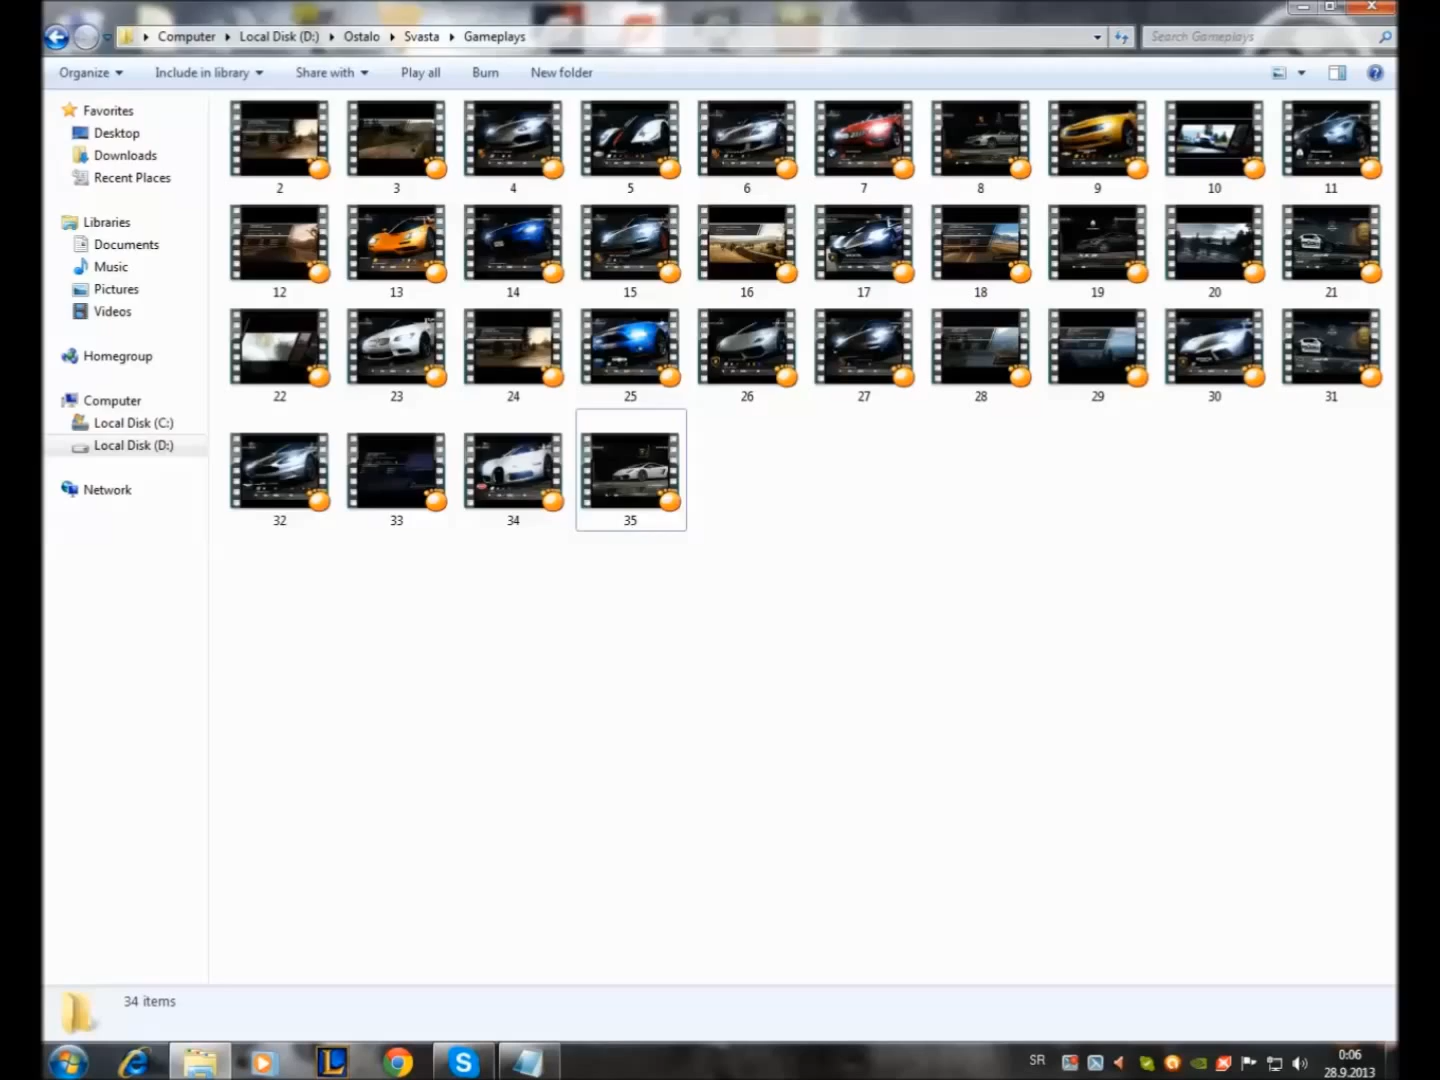 Computer Local Disk (D:) Ostalo Svasta Gameplays
Search Gameplays
Organize Include in library Share with Play all Burn New folder
Favorites
Desktop
Downloads
Recent Places
Libraries
Documents
Music
Pictures
Videos
Homegroup
Computer
Local Disk (C:)
Local Disk (D:)
Network
2 3 4 5 6 7 8 9 10 11
12 13 14 15 16 17 18 19 20 21
22 23 24 25 26 27 28 29 30 31
32 33 34 35
34 items
SR
0:06
28.9.2013